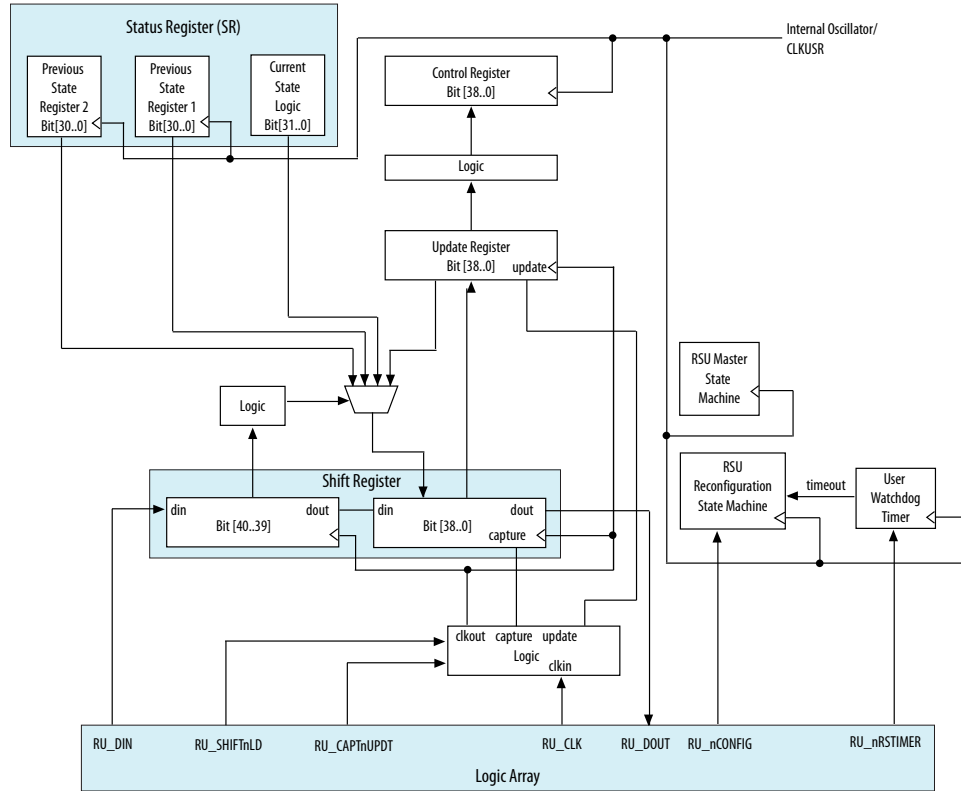 Status Register (SR)
Previous
State
Register 2
Bit[30..0]
Previous
State
Register 1
Bit[30..0]
Current
State
Logic
Bit[31..0]
Internal Oscillator/
CLKUSR
Control Register
Bit [38..0]
Logic
Update Register
Bit [38..0]
update
RSU Master
State
Machine
Logic
RSU
Reconfiguration
State Machine
timeout
User
Watchdog
Timer
Shift Register
din
dout
Bit [40..39]
din
dout
Bit [38..0]
capture
clkout capture update
Logic
clkin
RU_DIN
RU_SHIFTnLD
RU_CAPTnUPDT
RU_CLK
RU_DOUT
RU_nCONFIG
RU_nRSTIMER
Logic Array